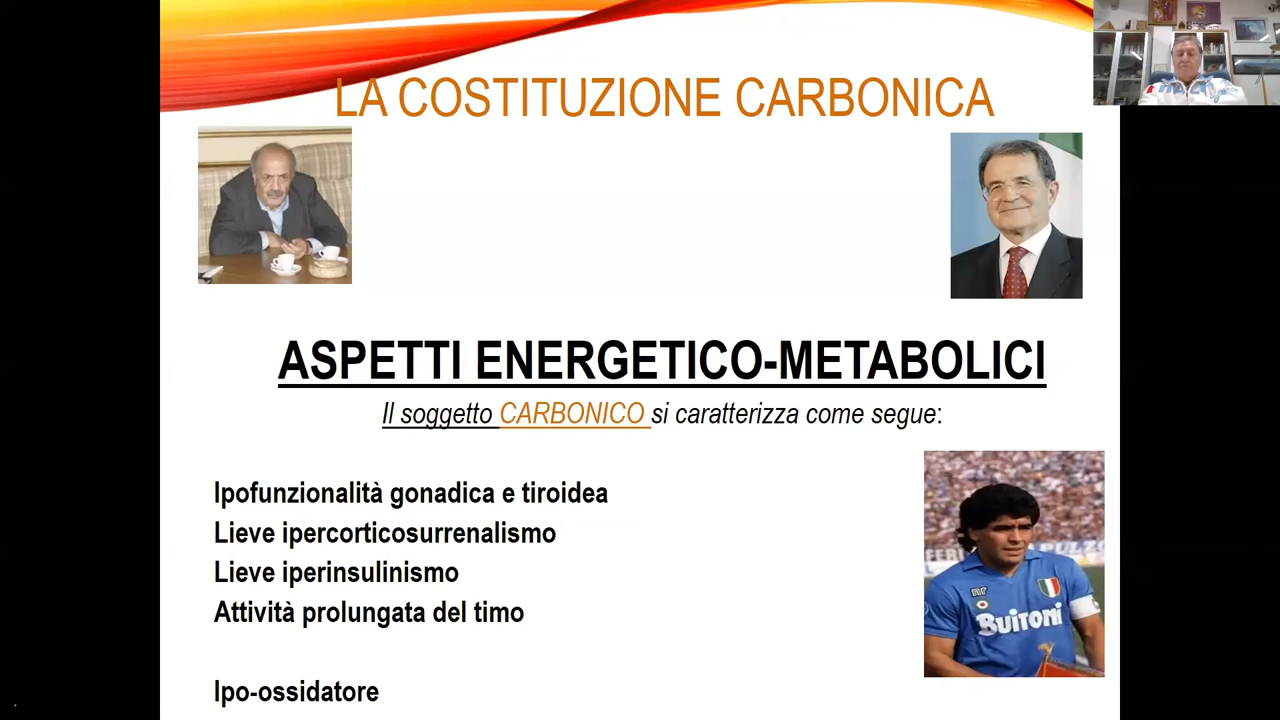 LA COSTITUZIONE CARBONICA
ASPETTI ENERGETICO-METABOLICI
Il soggetto CARBONICO si caratterizza come segue:
Ipofunzionalità gonadica e tiroidea
Lieve ipercorticosurrenalismo
Lieve iperinsulinismo
Attività prolungata del timo
Ipo-ossidatore
NR
Buitoni